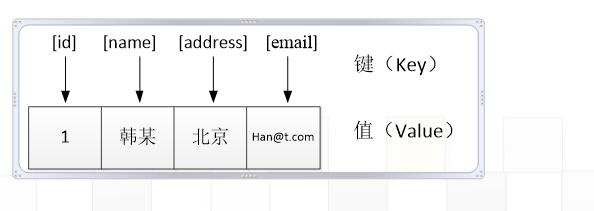 [id] [name] [address] [email] 键（Key）
1 韩某 北京 Han@t.com 值（Value）